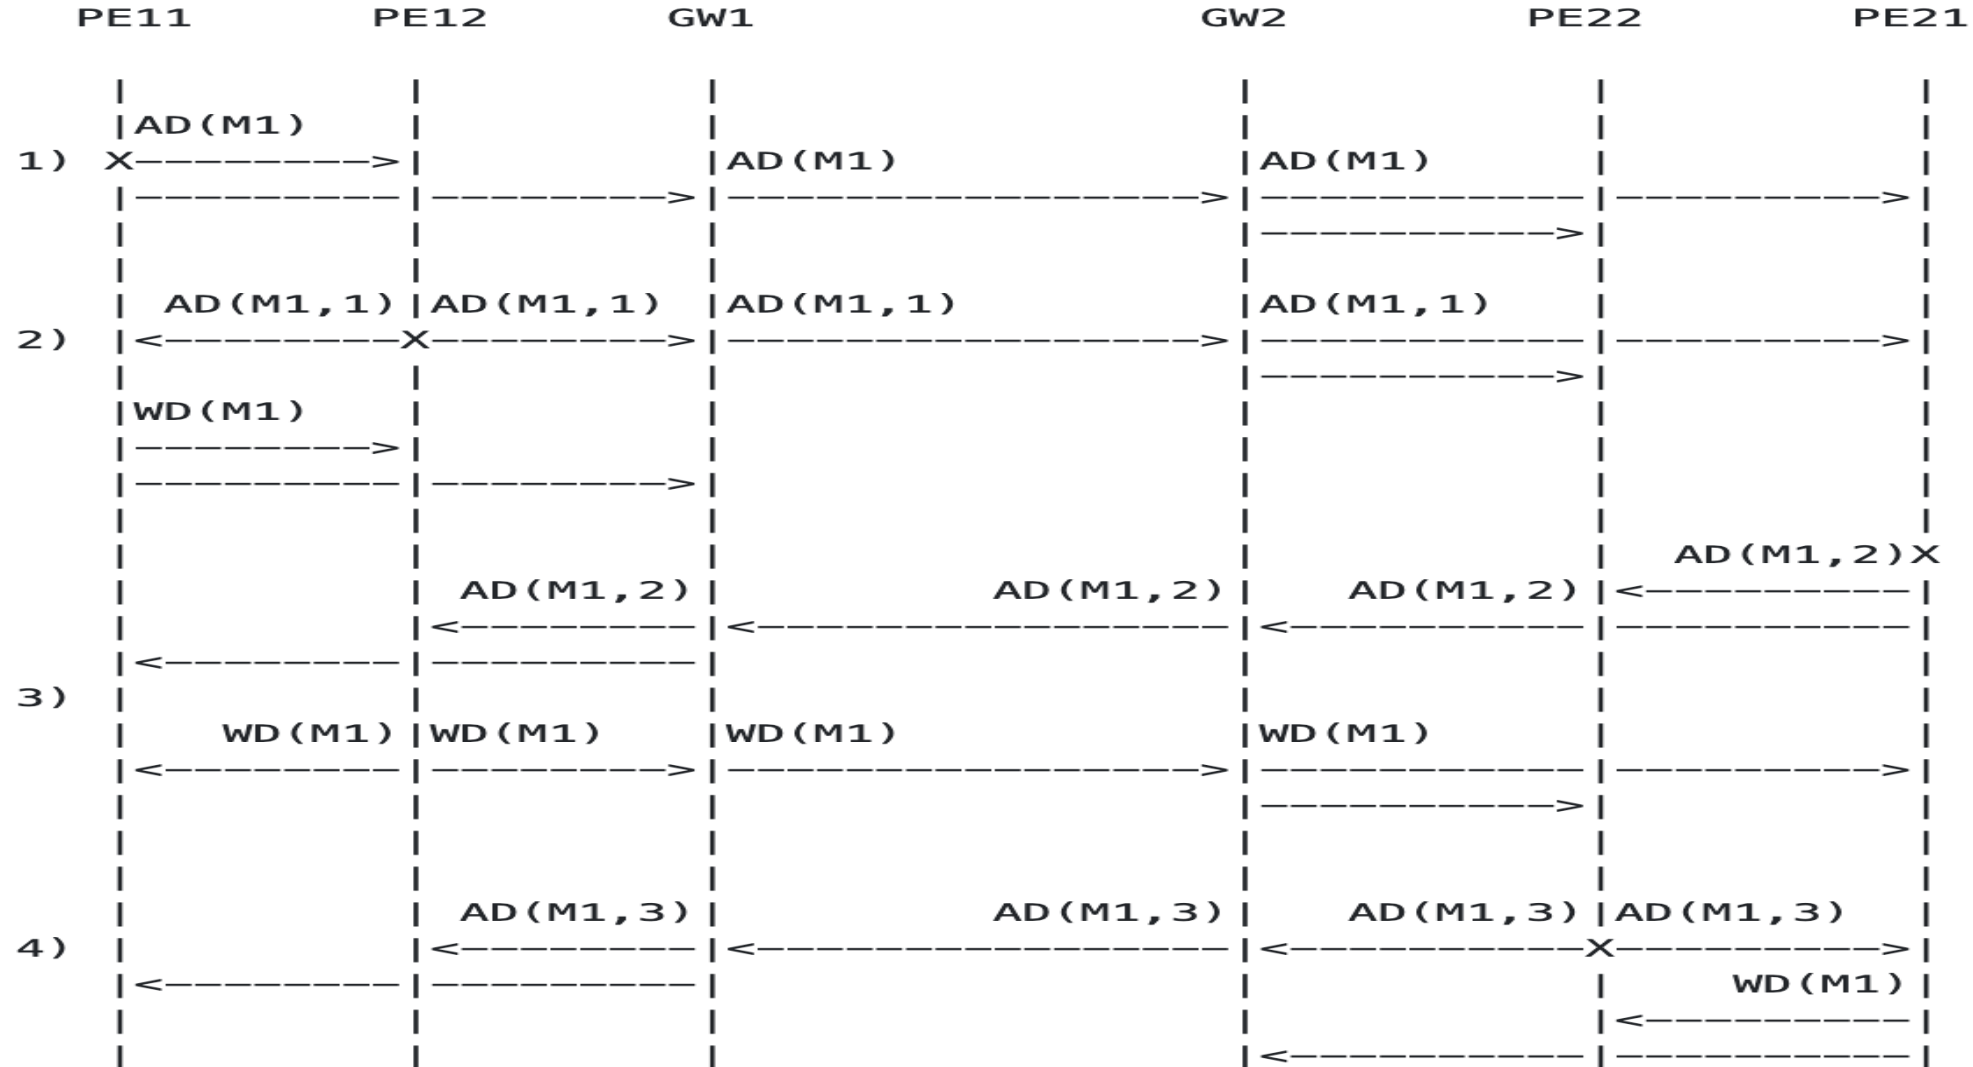 PE11 PE12 GW1 GW2 PE22 PE21
AD(M1)
1) X AD(M1) AD(M1)
AD(M1,1) AD(M1,1) AD(M1,1) AD(M1,1)
2) X
WD(M1)
AD(M1,2)X
AD(M1,2) AD(M1,2) AD(M1,2)
3)
WD(M1) WD(M1) WD(M1) WD(M1)
AD(M1,3) AD(M1,3) AD(M1,3) AD(M1,3)
4) X
WD(M1)